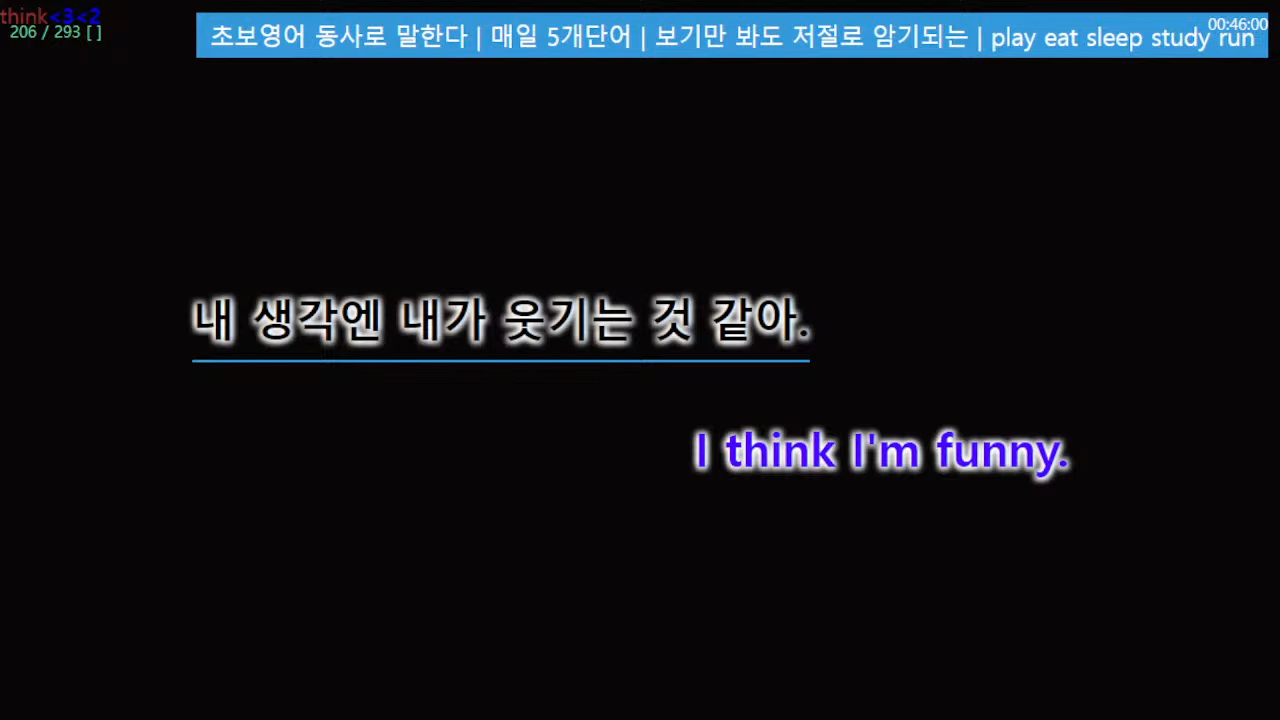 think<3<2
206 / 293 [ ]
초보영어 동사로 말한다 | 매일 5개단어 | 보기만 봐도 저절로 암기되는 | play eat sleep study run
00:46:00
내 생각엔 내가 웃기는 것 같아.
I think I'm funny.